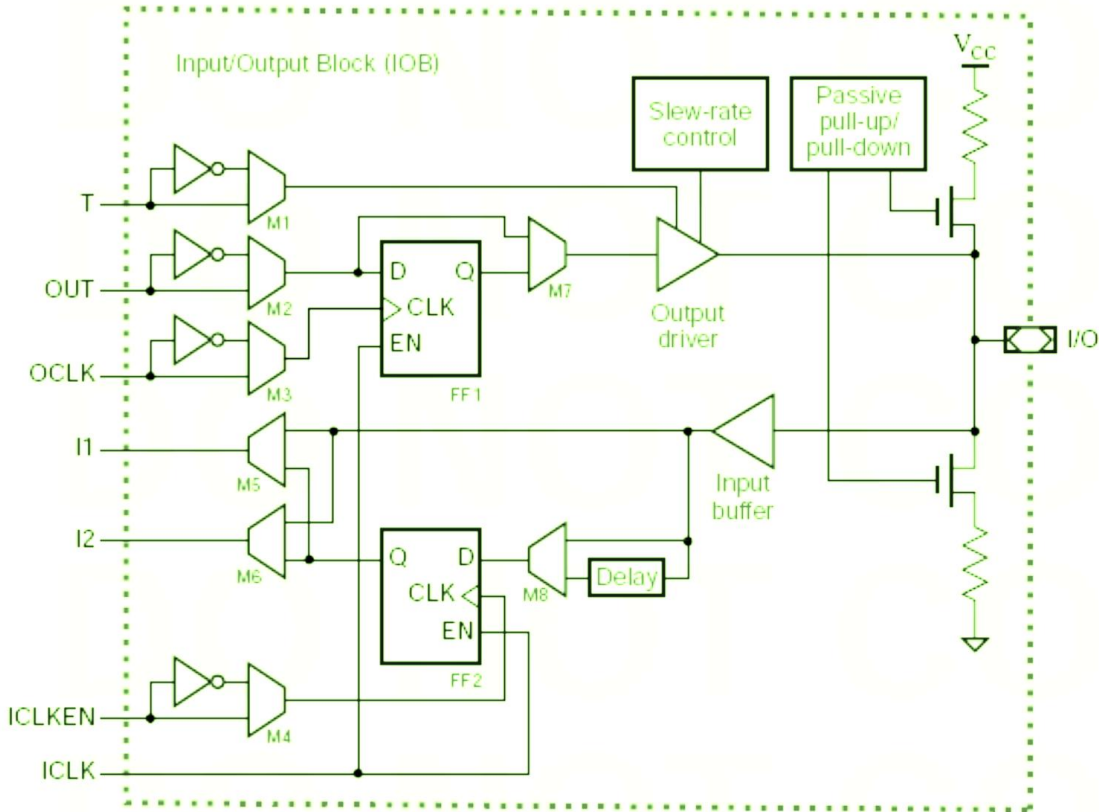 Input/Output Block (IOB)
V_CC
Slew-rate
control
Passive
pull-up/
pull-down
T
M1
OUT
M2
D
Q
M7
CLK
EN
FF1
Output
driver
OCLK
M3
I/O
I1
M5
Input
buffer
I2
M6
Q
D
CLK
EN
FF2
M8
Delay
ICLKEN
M4
ICLK